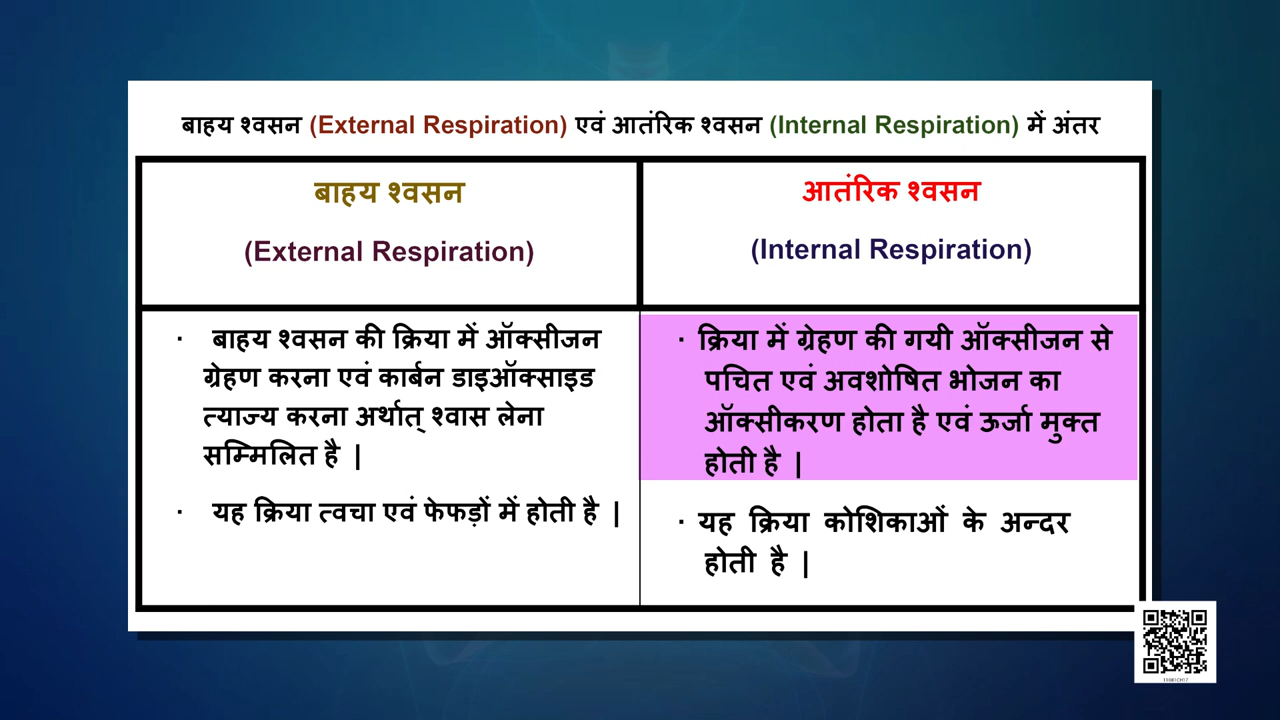 बाहय श्वसन (External Respiration) एवं आतंरिक श्वसन (Internal Respiration) में अंतर
बाहय श्वसन
(External Respiration)
आतंरिक श्वसन
(Internal Respiration)
· बाहय श्वसन की क्रिया में ऑक्सीजन
ग्रेहण करना एवं कार्बन डाइऑक्साइड
त्याज्य करना अर्थात् श्वास लेना
सम्मिलित है |
· यह क्रिया त्वचा एवं फेफड़ों में होती है |
· क्रिया में ग्रेहण की गयी ऑक्सीजन से
पचित एवं अवशोषित भोजन का
ऑक्सीकरण होता है एवं ऊर्जा मुक्त
होती है |
· यह क्रिया कोशिकाओं के अन्दर
होती है |